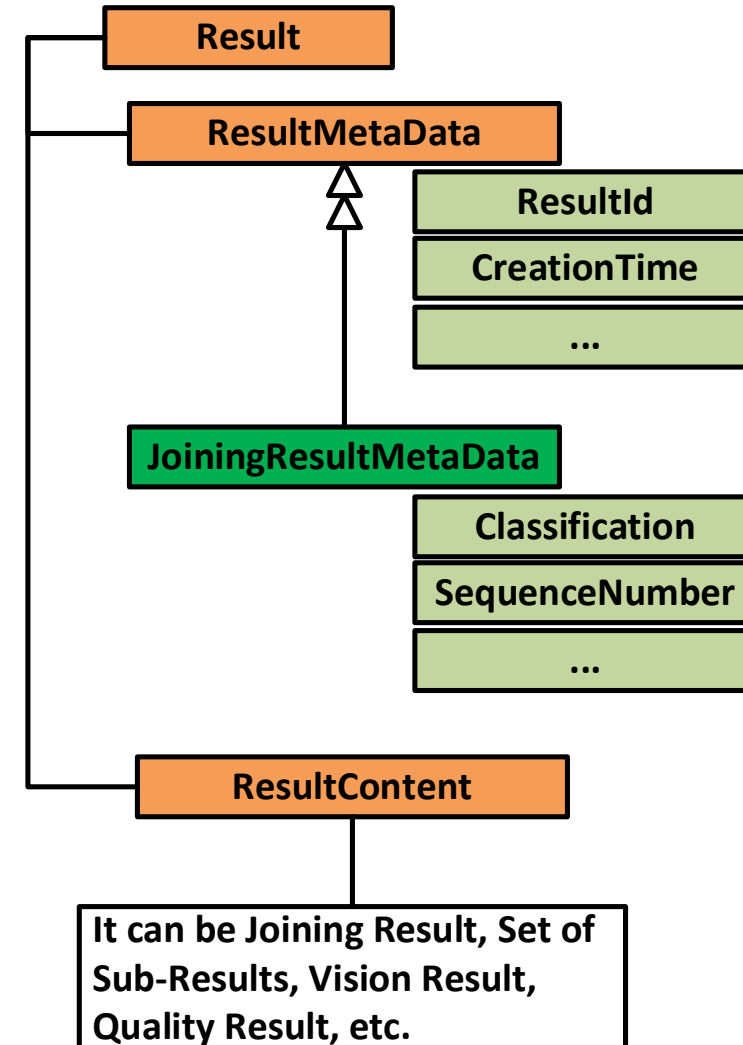 Result
ResultMetaData
ResultId
CreationTime
...
JoiningResultMetaData
Classification
SequenceNumber
...
ResultContent
It can be Joining Result, Set of
Sub-Results, Vision Result,
Quality Result, etc.